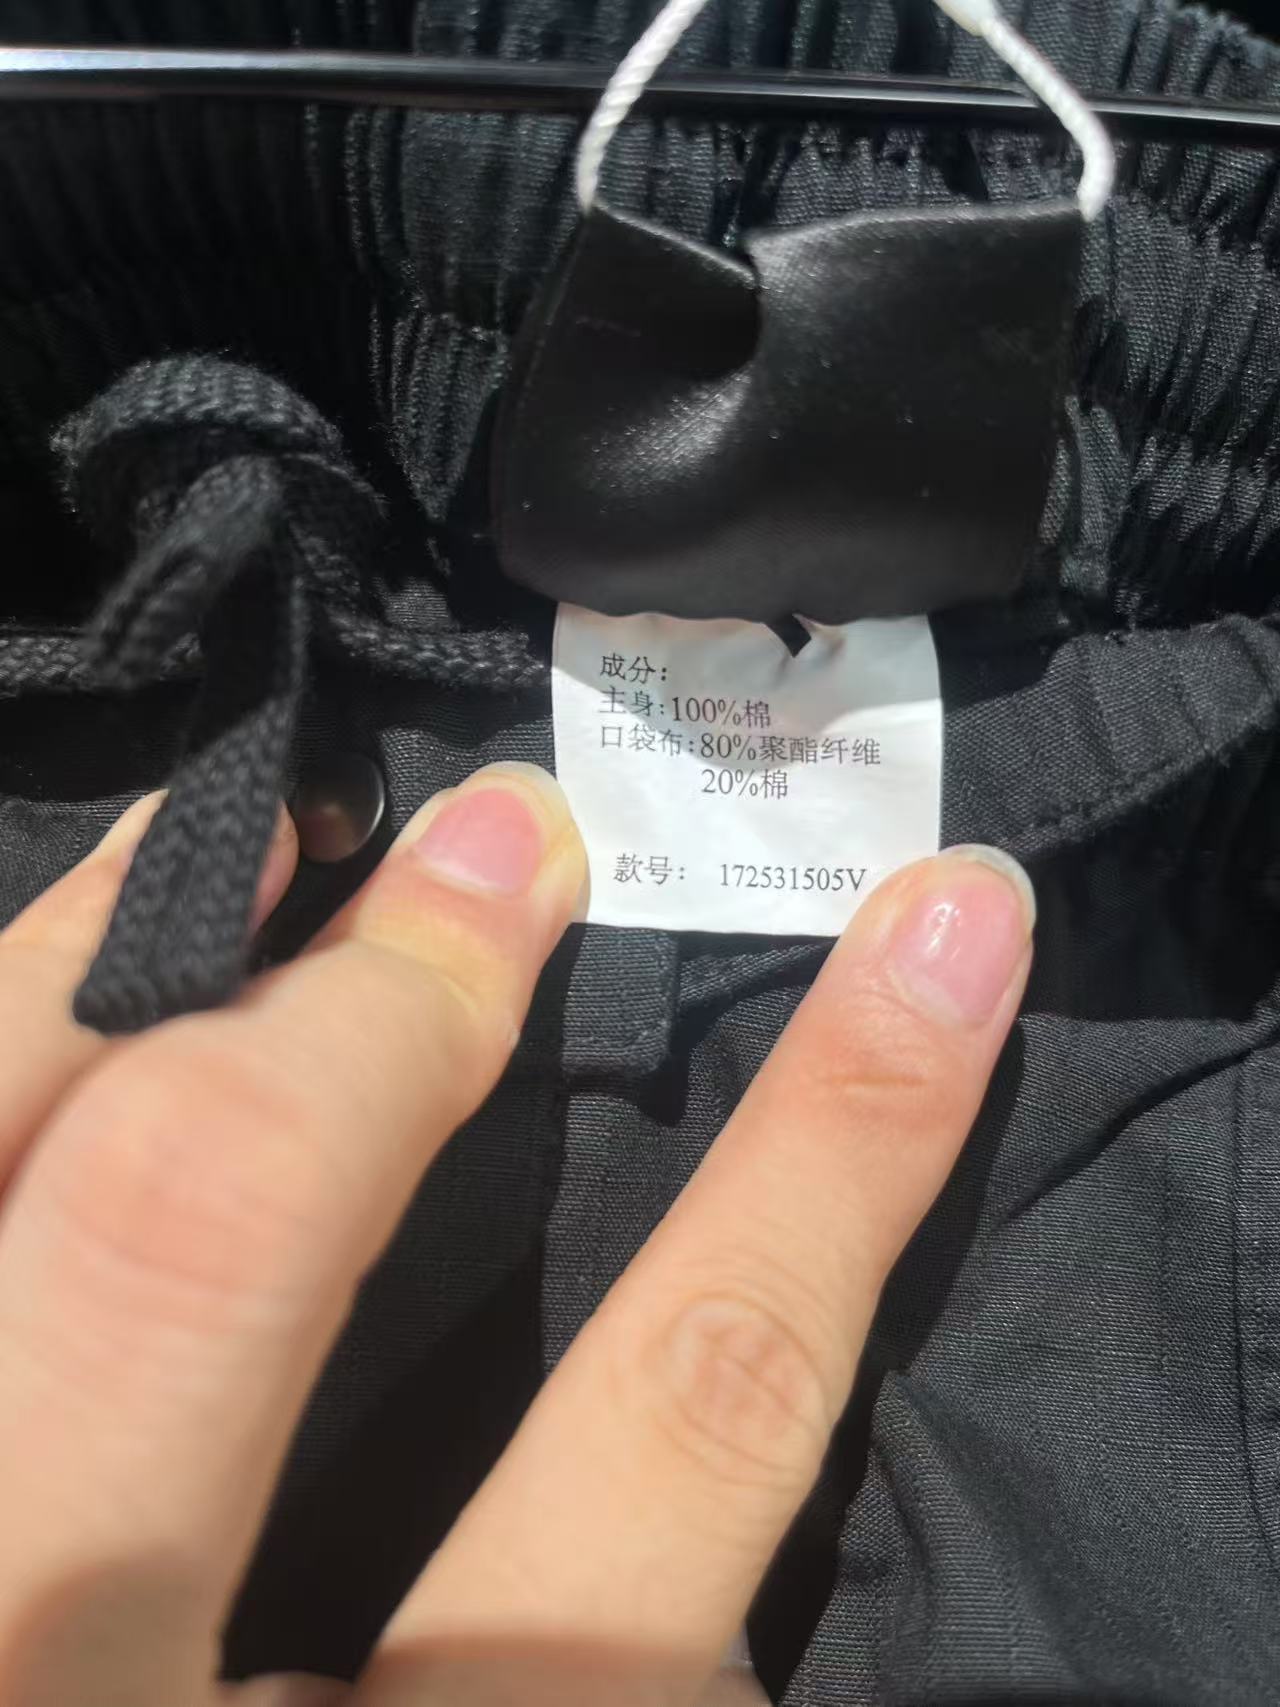 成分：
主身：100%棉
口袋布：80%聚酯纤维
20%棉
款号： 172531505V